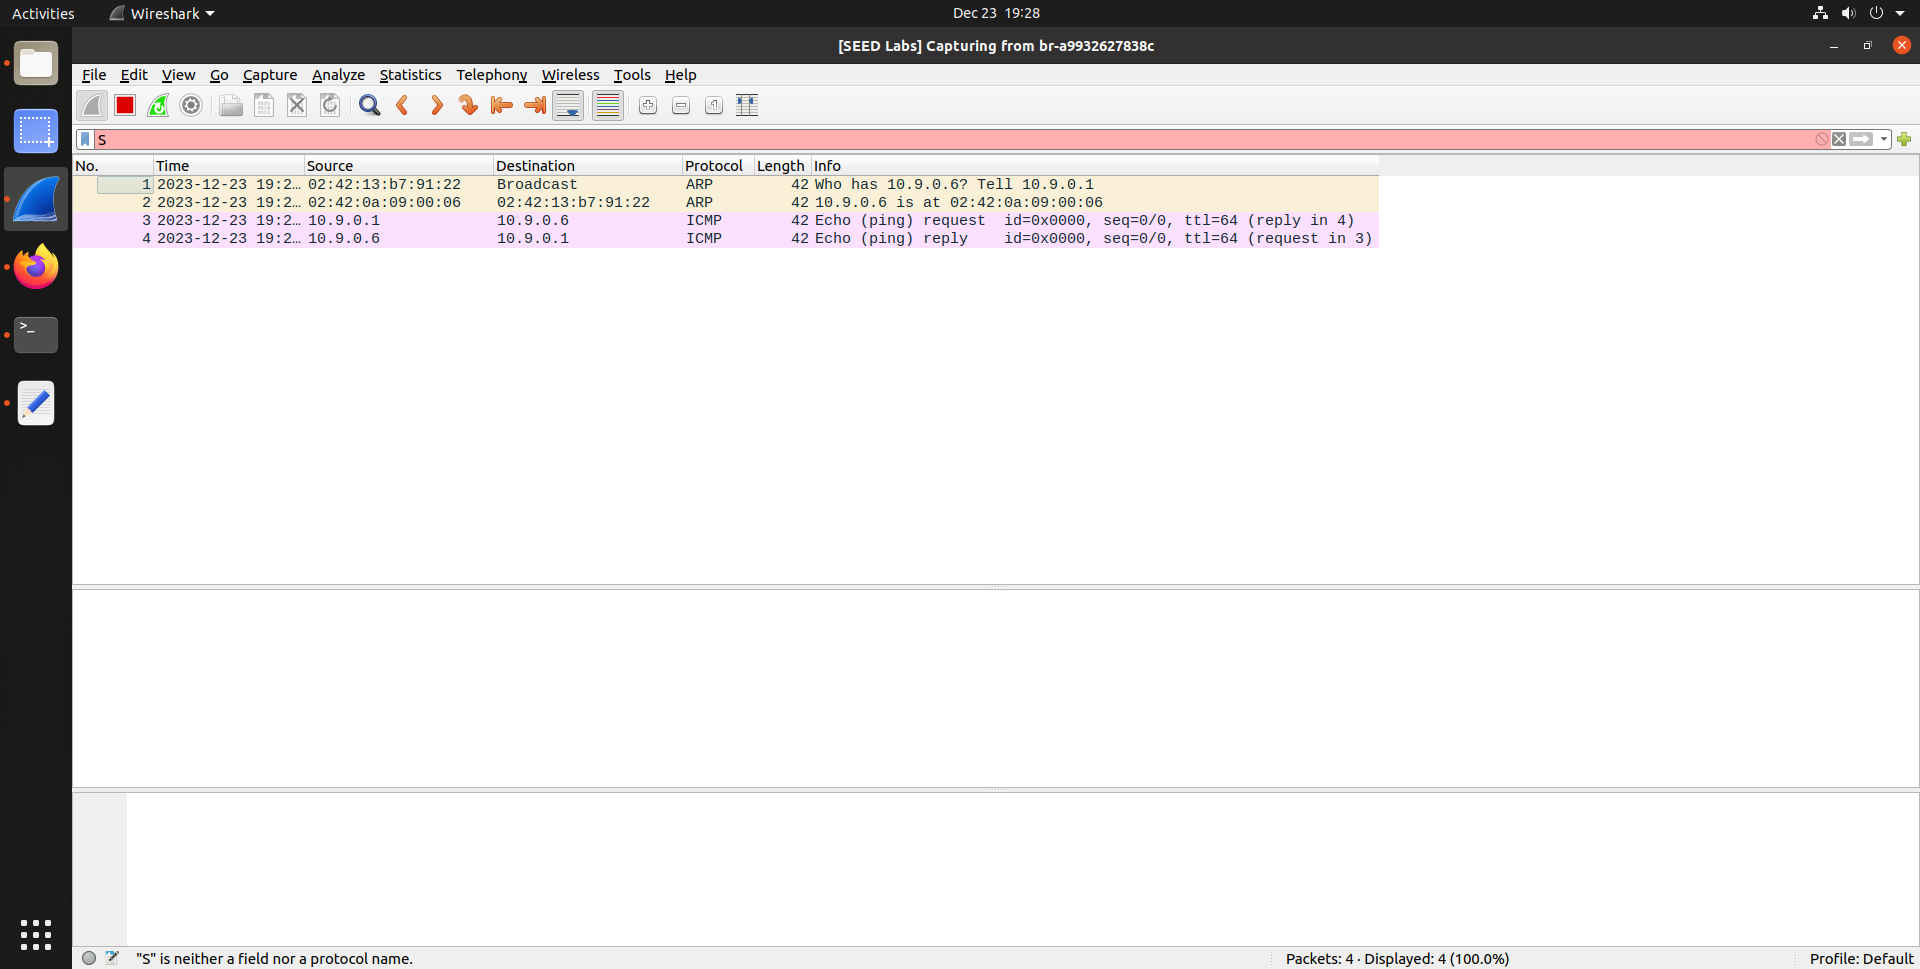 Activities Wireshark Dec 23 19:28
[SEED Labs] Capturing from br-a9932627838c
File Edit View Go Capture Analyze Statistics Telephony Wireless Tools Help
S
No. Time Source Destination Protocol Length Info
1 2023-12-23 19:2… 02:42:13:b7:91:22 Broadcast ARP 42 Who has 10.9.0.6? Tell 10.9.0.1
2 2023-12-23 19:2… 02:42:0a:09:00:06 02:42:13:b7:91:22 ARP 42 10.9.0.6 is at 02:42:0a:09:00:06
3 2023-12-23 19:2… 10.9.0.1 10.9.0.6 ICMP 42 Echo (ping) request id=0x0000, seq=0/0, ttl=64 (reply in 4)
4 2023-12-23 19:2… 10.9.0.6 10.9.0.1 ICMP 42 Echo (ping) reply id=0x0000, seq=0/0, ttl=64 (request in 3)
"S" is neither a field nor a protocol name. Packets: 4 · Displayed: 4 (100.0%) Profile: Default